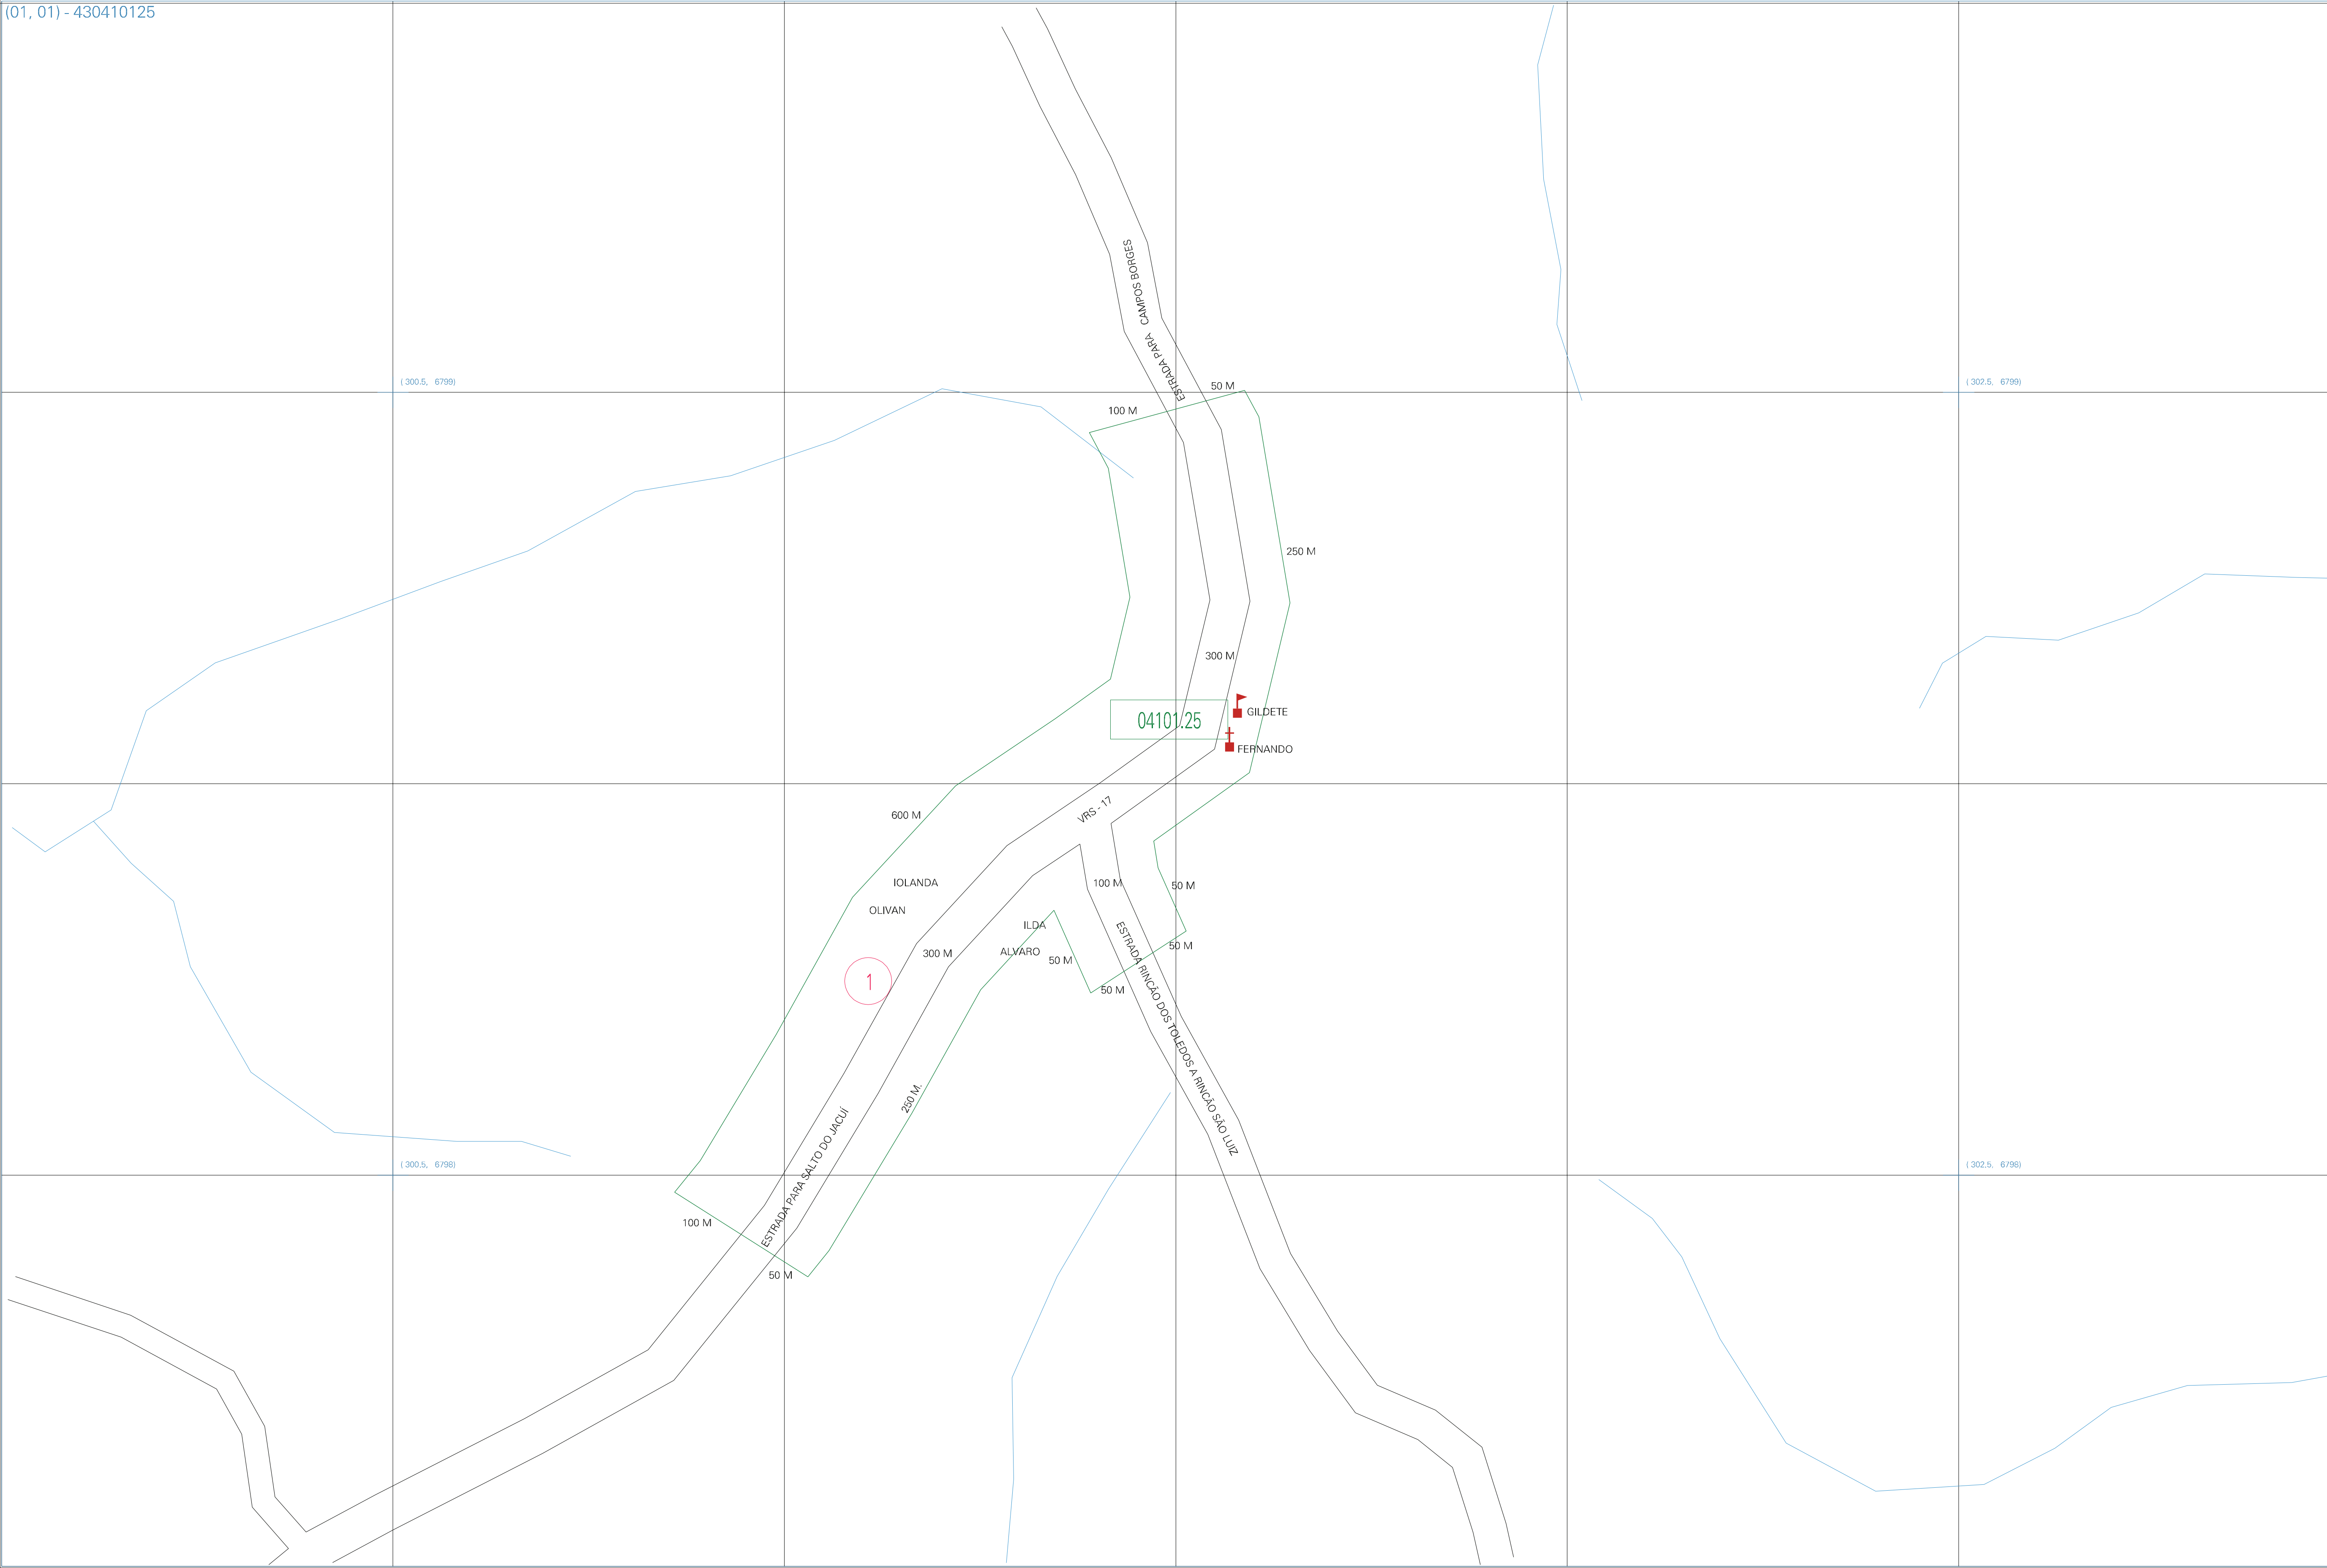 (01, 01) - 430410125
ESTRADA PARA CAMPOS BORGES
(300.5, 6799)
50 M
(302.5, 6799)
100 M
250 M
300 M
GILDETE
04101.25
FERNANDO
VRS - 17
600 M
IOLANDA
100 M
50 M
OLIVAN
ILDA
ESTRADA RINCÃO DOS TOLEDOS A RINCÃO SÃO LUIZ
50 M
ALVARO
300 M
50 M
1
50 M
250 M.
ESTRADA PARA SALTO DO JACUÍ
(300.5, 6798)
(302.5, 6798)
100 M
50 M